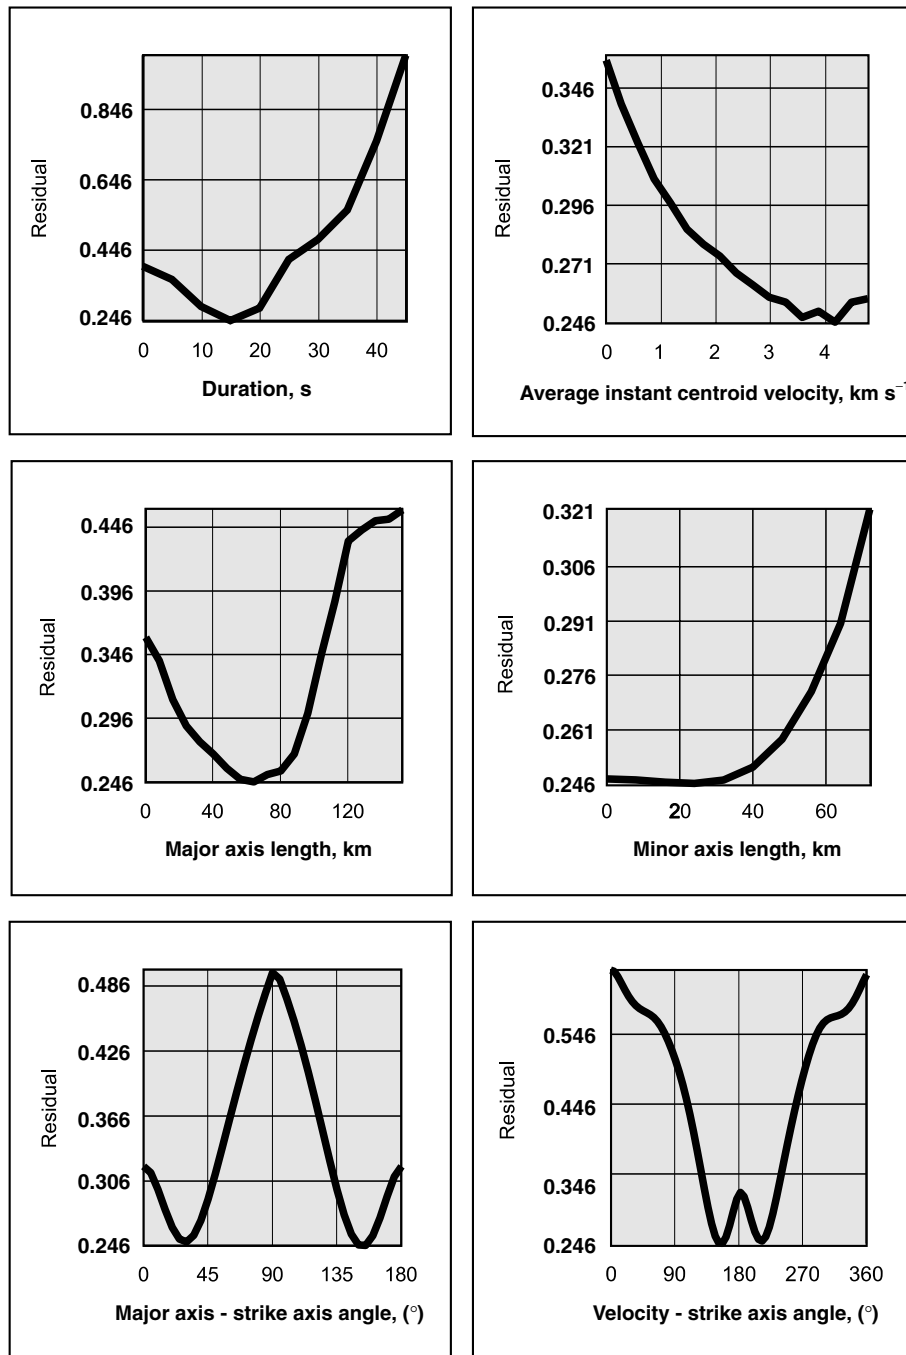 Residual
0.846
0.646
0.446
0.246
0 10 20 30 40
Duration, s
Residual
0.346
0.321
0.296
0.271
0.246
0 1 2 3 4
Average instant centroid velocity, km s⁻¹
Residual
0.446
0.396
0.346
0.296
0.246
0 40 80 120
Major axis length, km
Residual
0.321
0.306
0.291
0.276
0.261
0.246
0 20 40 60
Minor axis length, km
Residual
0.486
0.426
0.366
0.306
0.246
0 45 90 135 180
Major axis - strike axis angle, (°)
Residual
0.546
0.446
0.346
0.246
0 90 180 270 360
Velocity - strike axis angle, (°)